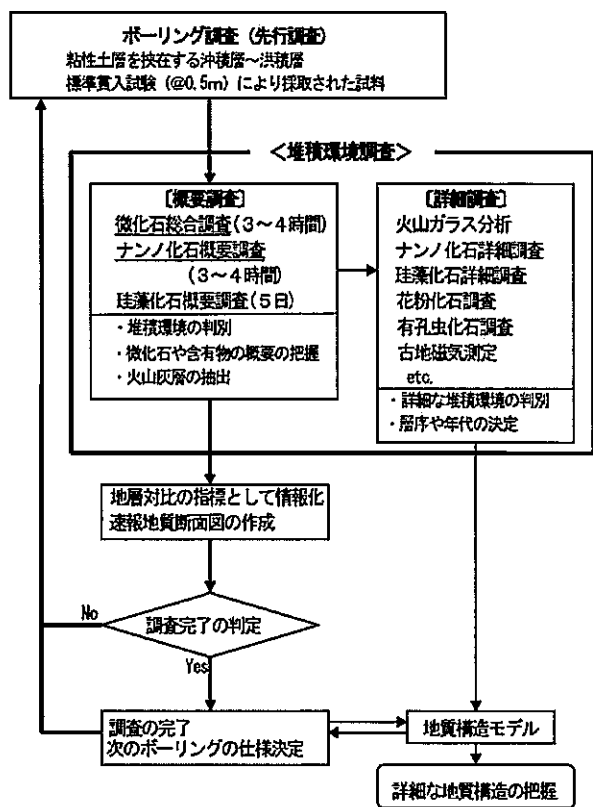 ボーリング調査（先行調査）
粘性土層を挟在する沖積層～洪積層
標準貫入試験（@0.5m）により採取された試料
＜堆積環境調査＞
［概要調査］
微化石総合調査（3～4時間）
ナンノ化石概要調査
（3～4時間）
珪藻化石概要調査（5日）
・堆積環境の判別
・微化石や含有物の概要の把握
・火山灰層の抽出
［詳細調査］
火山ガラス分析
ナンノ化石詳細調査
珪藻化石詳細調査
花粉化石調査
有孔虫化石調査
古地磁気測定
etc.
・詳細な堆積環境の判別
・層序や年代の決定
地層対比の指標として情報化
速報地質断面図の作成
No
調査完了の判定
Yes
調査の完了
次のボーリングの仕様決定
地質構造モデル
詳細な地質構造の把握